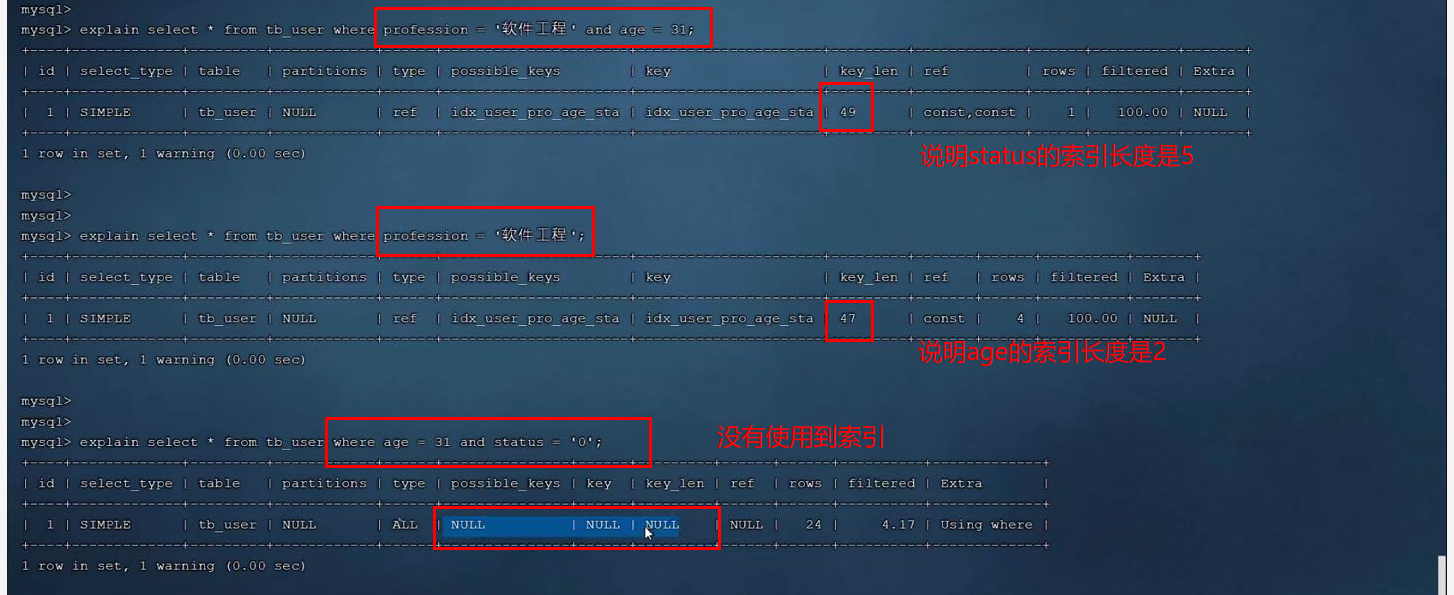 mysql>
mysql> explain select * from tb_user where profession = '软件工程' and age = 31;
+----+-------------+---------+------------+------+----------------------+----------------------+---------+-------------+------+----------+-------+
| id | select_type | table | partitions | type | possible_keys | key | key_len | ref | rows | filtered | Extra |
| 1 | SIMPLE | tb_user | NULL | ref | idx_user_pro_age_sta | idx_user_pro_age_sta | 49 | const,const | 1 | 100.00 | NULL |
1 row in set, 1 warning (0.00 sec)
说明status的索引长度是5
mysql>
mysql>
mysql> explain select * from tb_user where profession = '软件工程';
| id | select_type | table | partitions | type | possible_keys | key | key_len | ref | rows | filtered | Extra |
| 1 | SIMPLE | tb_user | NULL | ref | idx_user_pro_age_sta | idx_user_pro_age_sta | 47 | const | 4 | 100.00 | NULL |
1 row in set, 1 warning (0.00 sec)
说明age的索引长度是2
mysql>
mysql>
mysql> explain select * from tb_user where age = 31 and status = '0';
没有使用到索引
| id | select_type | table | partitions | type | possible_keys | key | key_len | ref | rows | filtered | Extra |
| 1 | SIMPLE | tb_user | NULL | ALL | NULL | NULL | NULL | NULL | 24 | 4.17 | Using where |
1 row in set, 1 warning (0.00 sec)